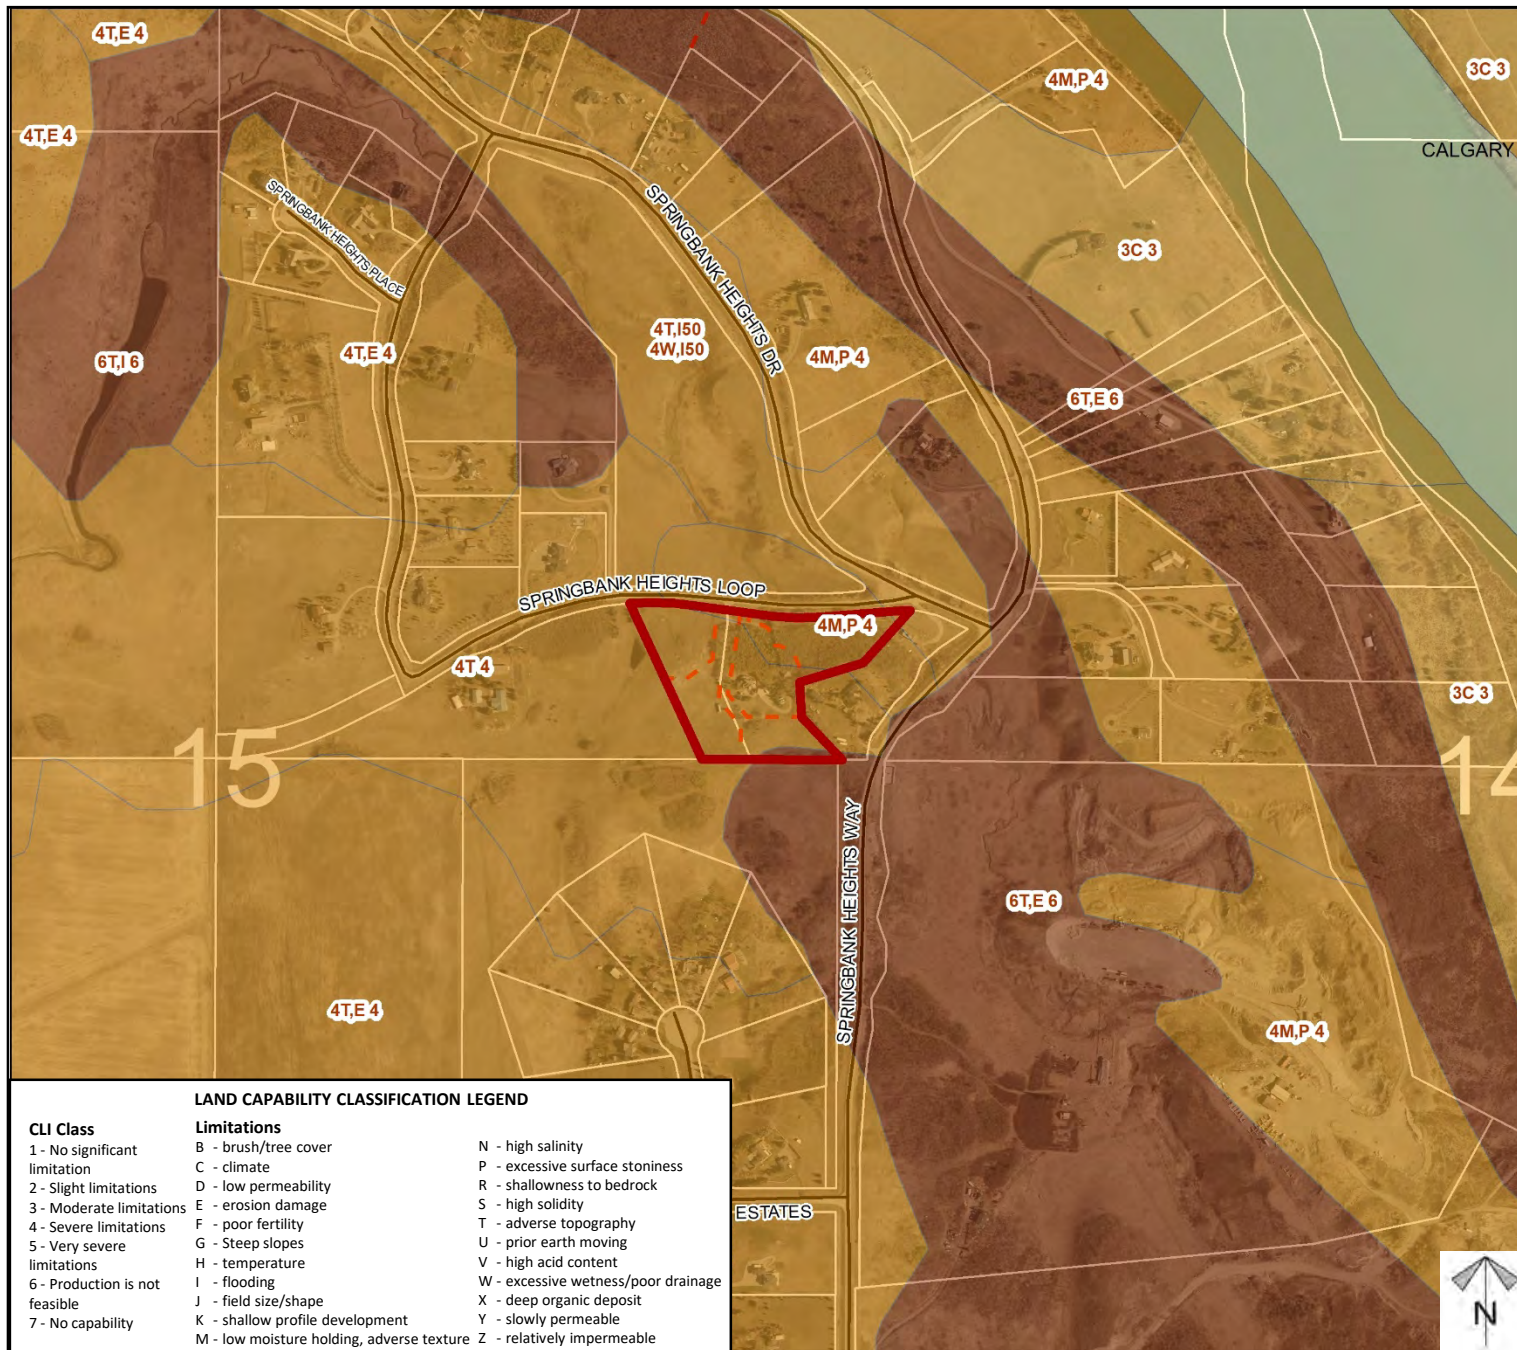 4T,E 4
3C 3
4M,P 4
4T,E 4
CALGARY
SPRINGBANK HEIGHTS PLACE
SPRINGBANK HEIGHTS DR
3C 3
4T,I50
4W,I50
6T,I 6
4T,E 4
4M,P 4
6T,E 6
SPRINGBANK HEIGHTS LOOP
4M,P 4
4T 4
3C 3
15
14
SPRINGBANK HEIGHTS WAY
6T,E 6
4T,E 4
4M,P 4
ESTATES
LAND CAPABILITY CLASSIFICATION LEGEND
CLI Class
1 - No significant
limitation
2 - Slight limitations
3 - Moderate limitations
4 - Severe limitations
5 - Very severe
limitations
6 - Production is not
feasible
7 - No capability
Limitations
B - brush/tree cover
C - climate
D - low permeability
E - erosion damage
F - poor fertility
G - Steep slopes
H - temperature
I - flooding
J - field size/shape
K - shallow profile development
M - low moisture holding, adverse texture
N - high salinity
P - excessive surface stoniness
R - shallowness to bedrock
S - high solidity
T - adverse topography
U - prior earth moving
V - high acid content
W - excessive wetness/poor drainage
X - deep organic deposit
Y - slowly permeable
Z - relatively impermeable
N